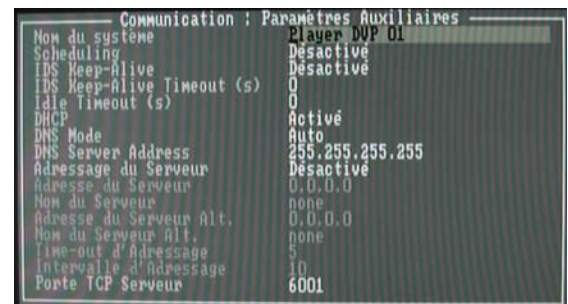 Communication : Paramètres Auxiliaires
Nom du système Player DVP 01
Scheduling Désactivé
IDS Keep-Alive Désactivé
IDS Keep-Alive Timeout (s) 0
Idle Timeout (s) 0
DHCP Activé
DNS Mode Auto
DNS Server Address 255.255.255.255
Adressage du Serveur Désactivé
Adresse du Serveur 0.0.0.0
Nom du Serveur none
Adresse du Serveur Alt. 0.0.0.0
Nom du Serveur Alt. none
Time-out d'Adressage 5
Intervalle d'Adressage 10
Porte TCP Serveur 6001